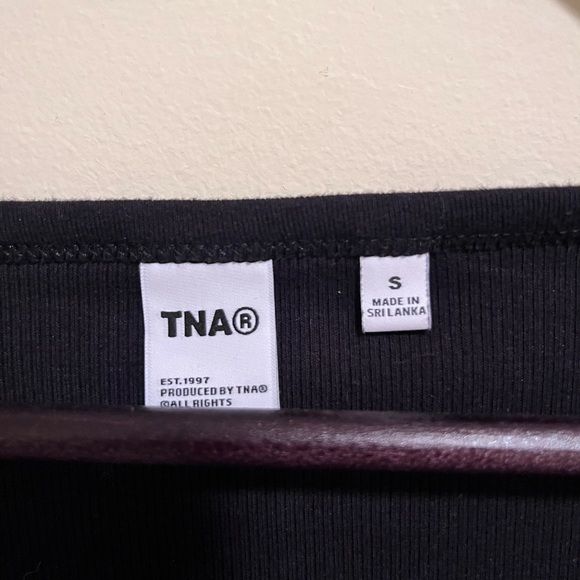 TNA®
EST.1997
PRODUCED BY TNA®
©ALL RIGHTS
S
MADE IN
SRI LANKA